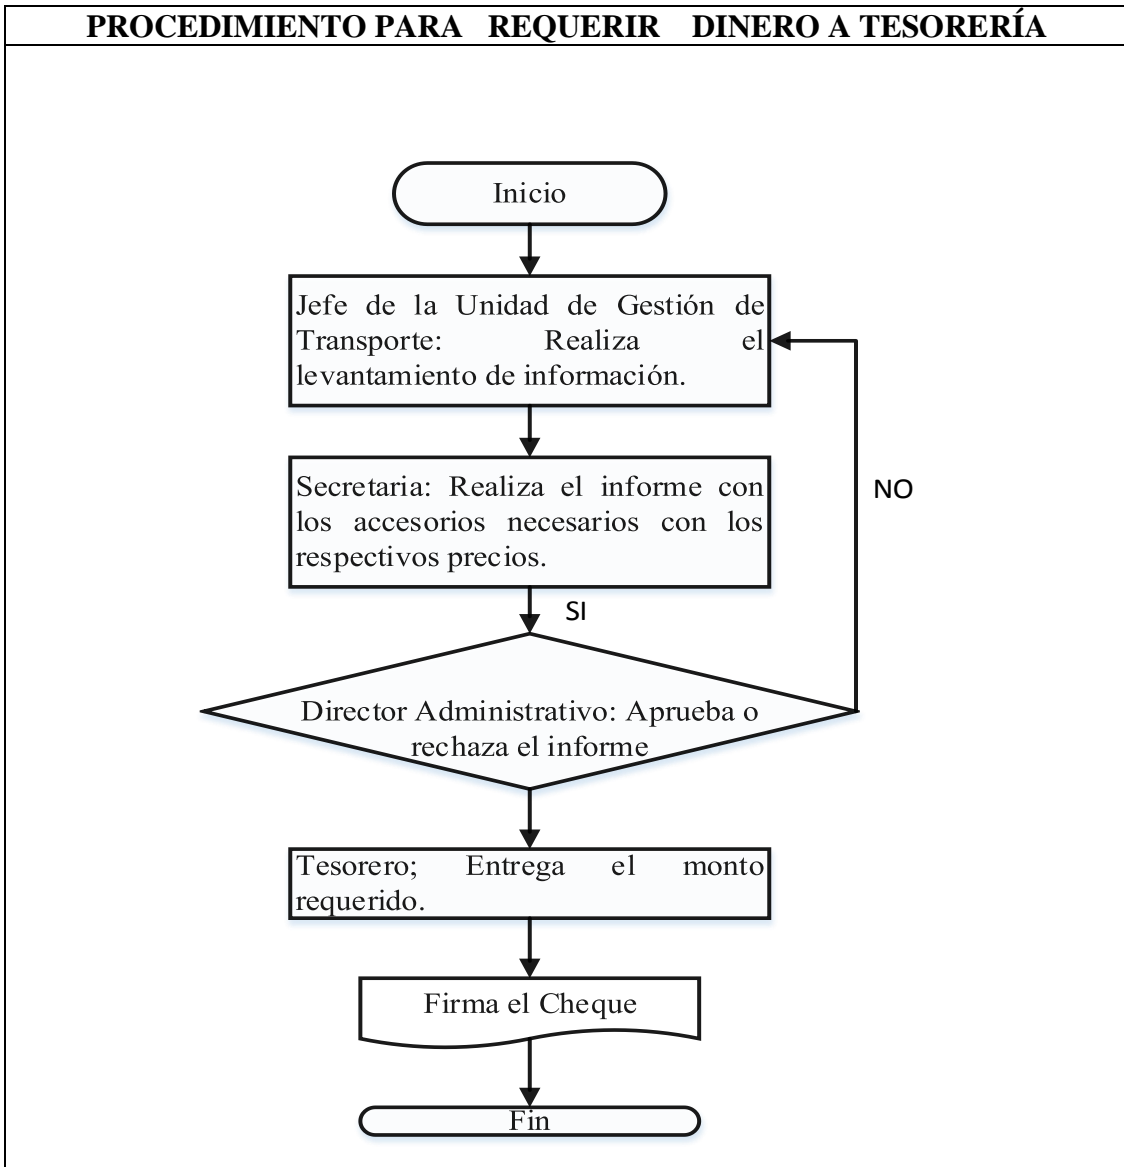 PROCEDIMIENTO PARA REQUERIR DINERO A TESORERÍA
Inicio
Jefe de la Unidad de Gestión de
Transporte: Realiza el
levantamiento de información.
NO
Secretaria: Realiza el informe con
los accesorios necesarios con los
respectivos precios.
SI
Director Administrativo: Aprueba o
rechaza el informe
Tesorero; Entrega el monto
requerido.
Firma el Cheque
Fin